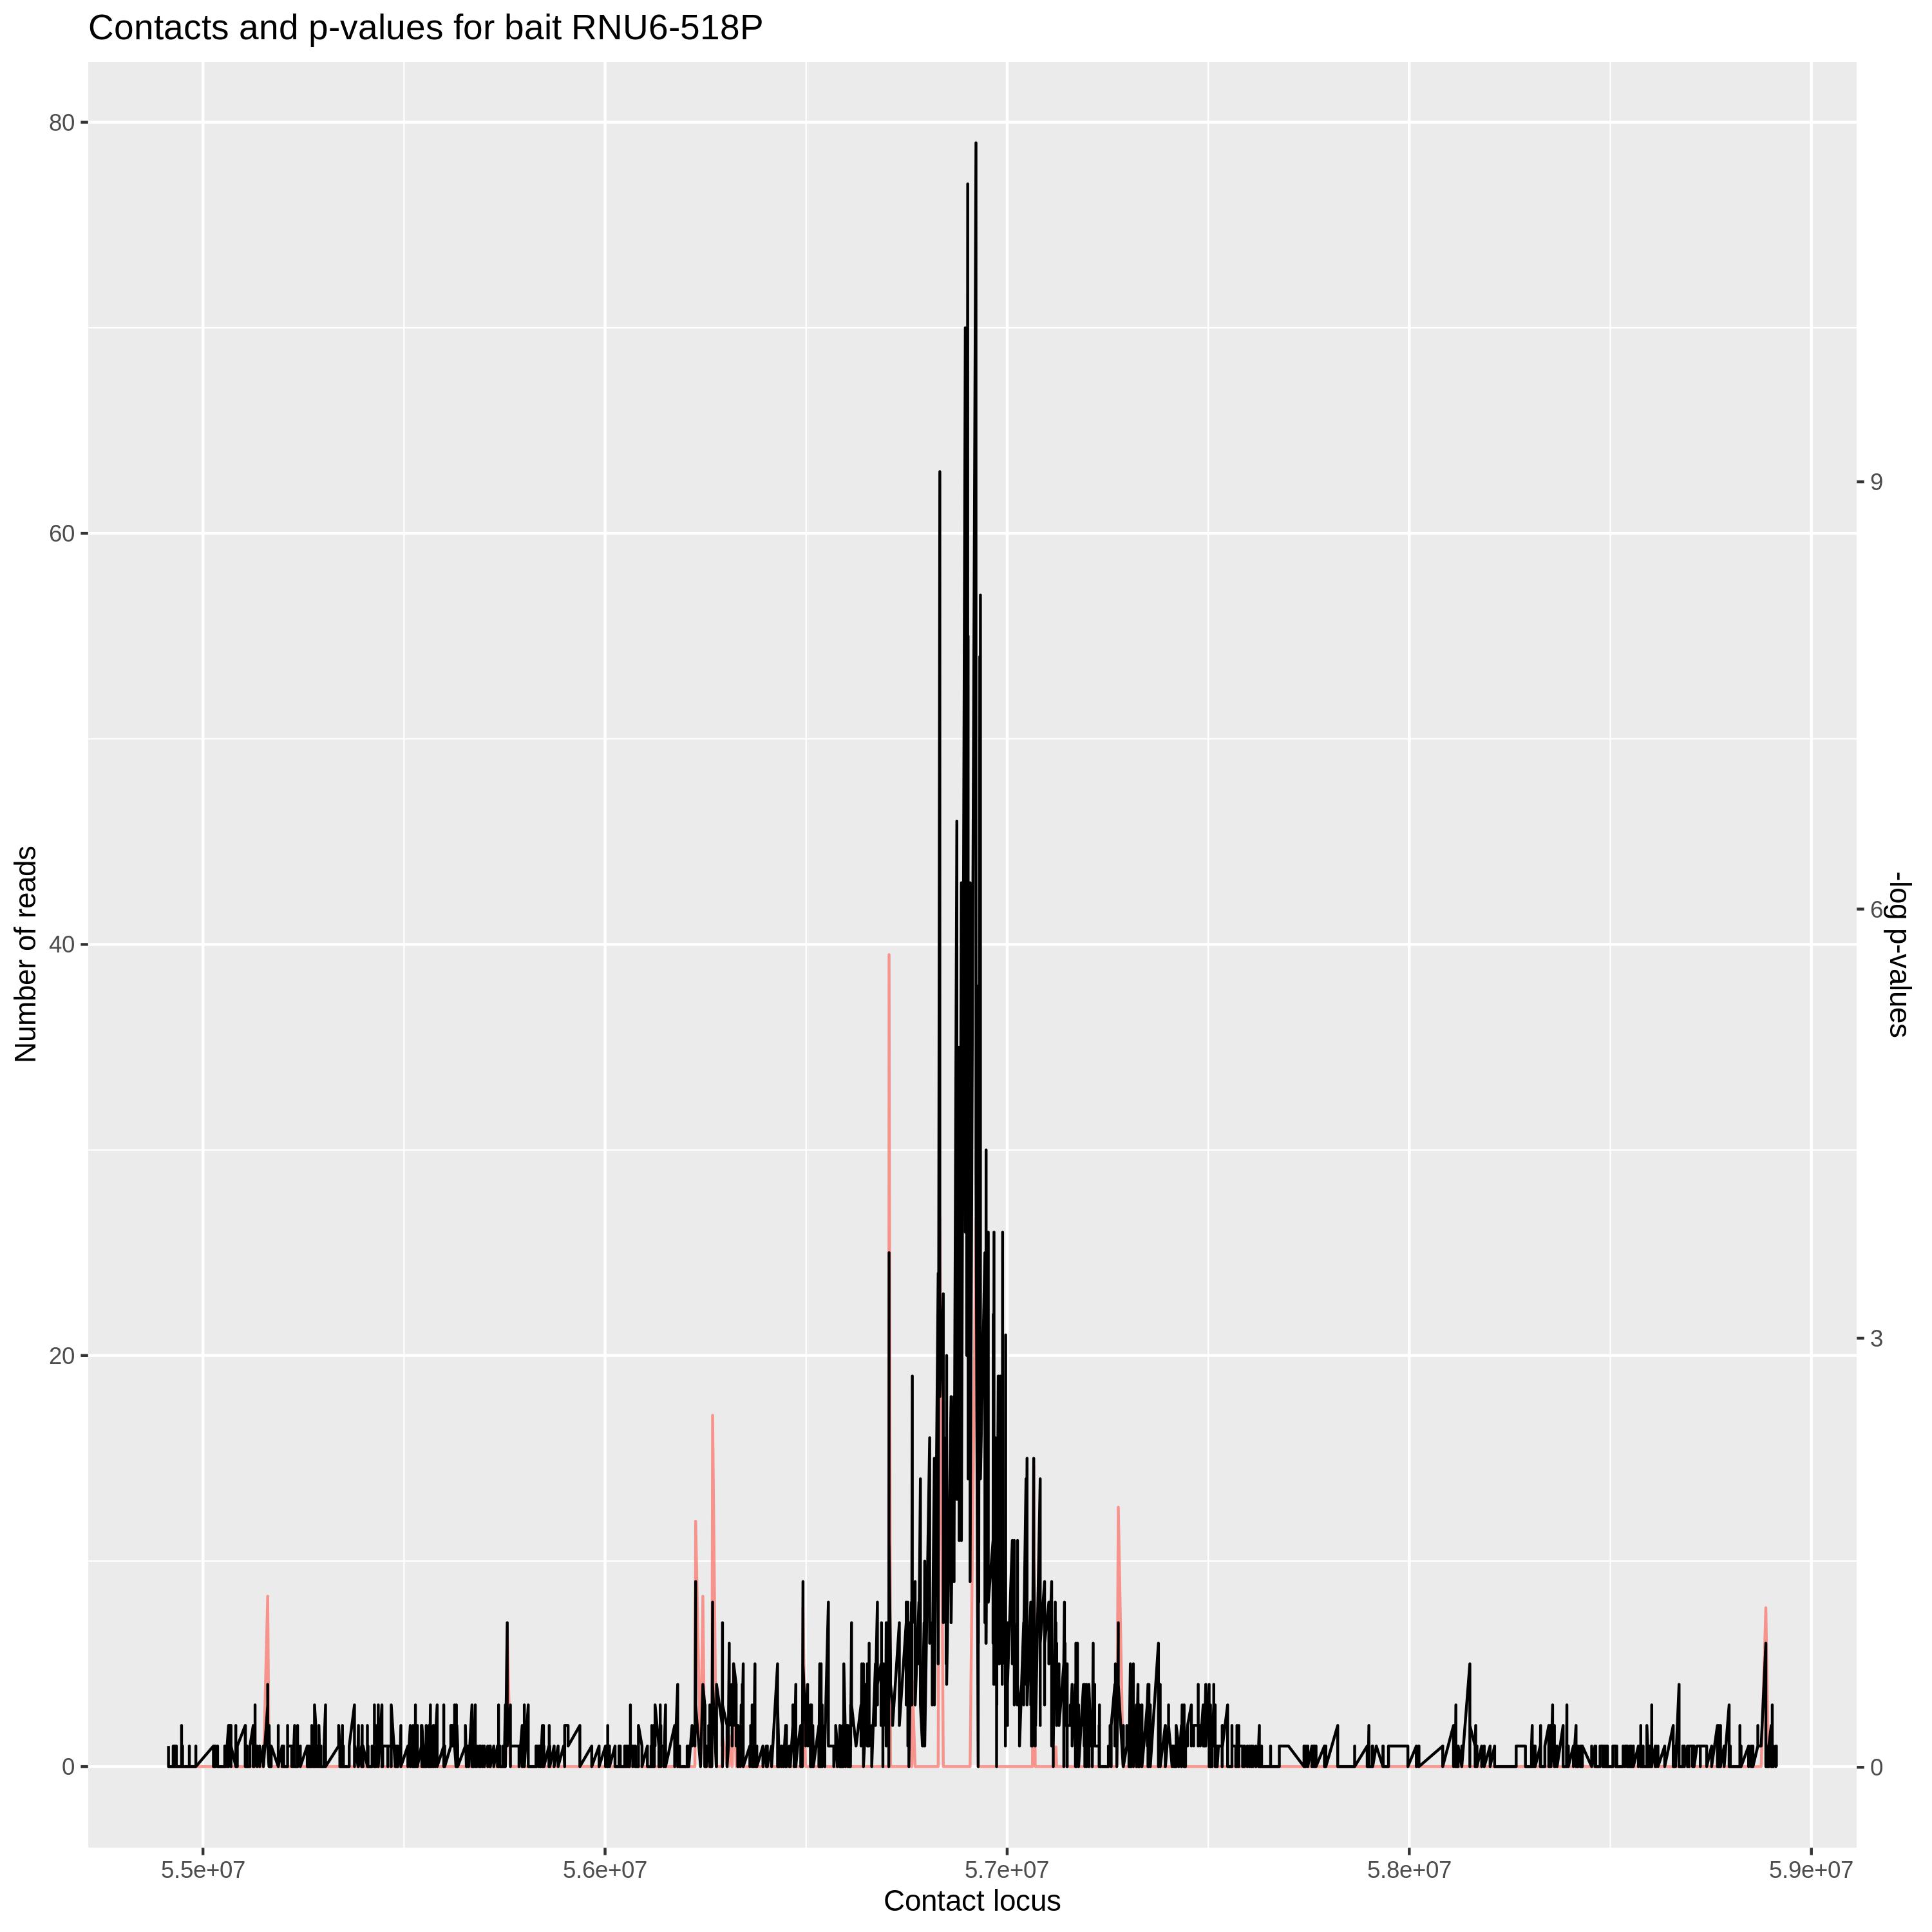 Contacts and p-values for bait RNU6-518P
80
60
40
20
0
Number of reads
9
6
3
0
-log p-values
5.5e+07 5.6e+07 5.7e+07 5.8e+07 5.9e+07
Contact locus